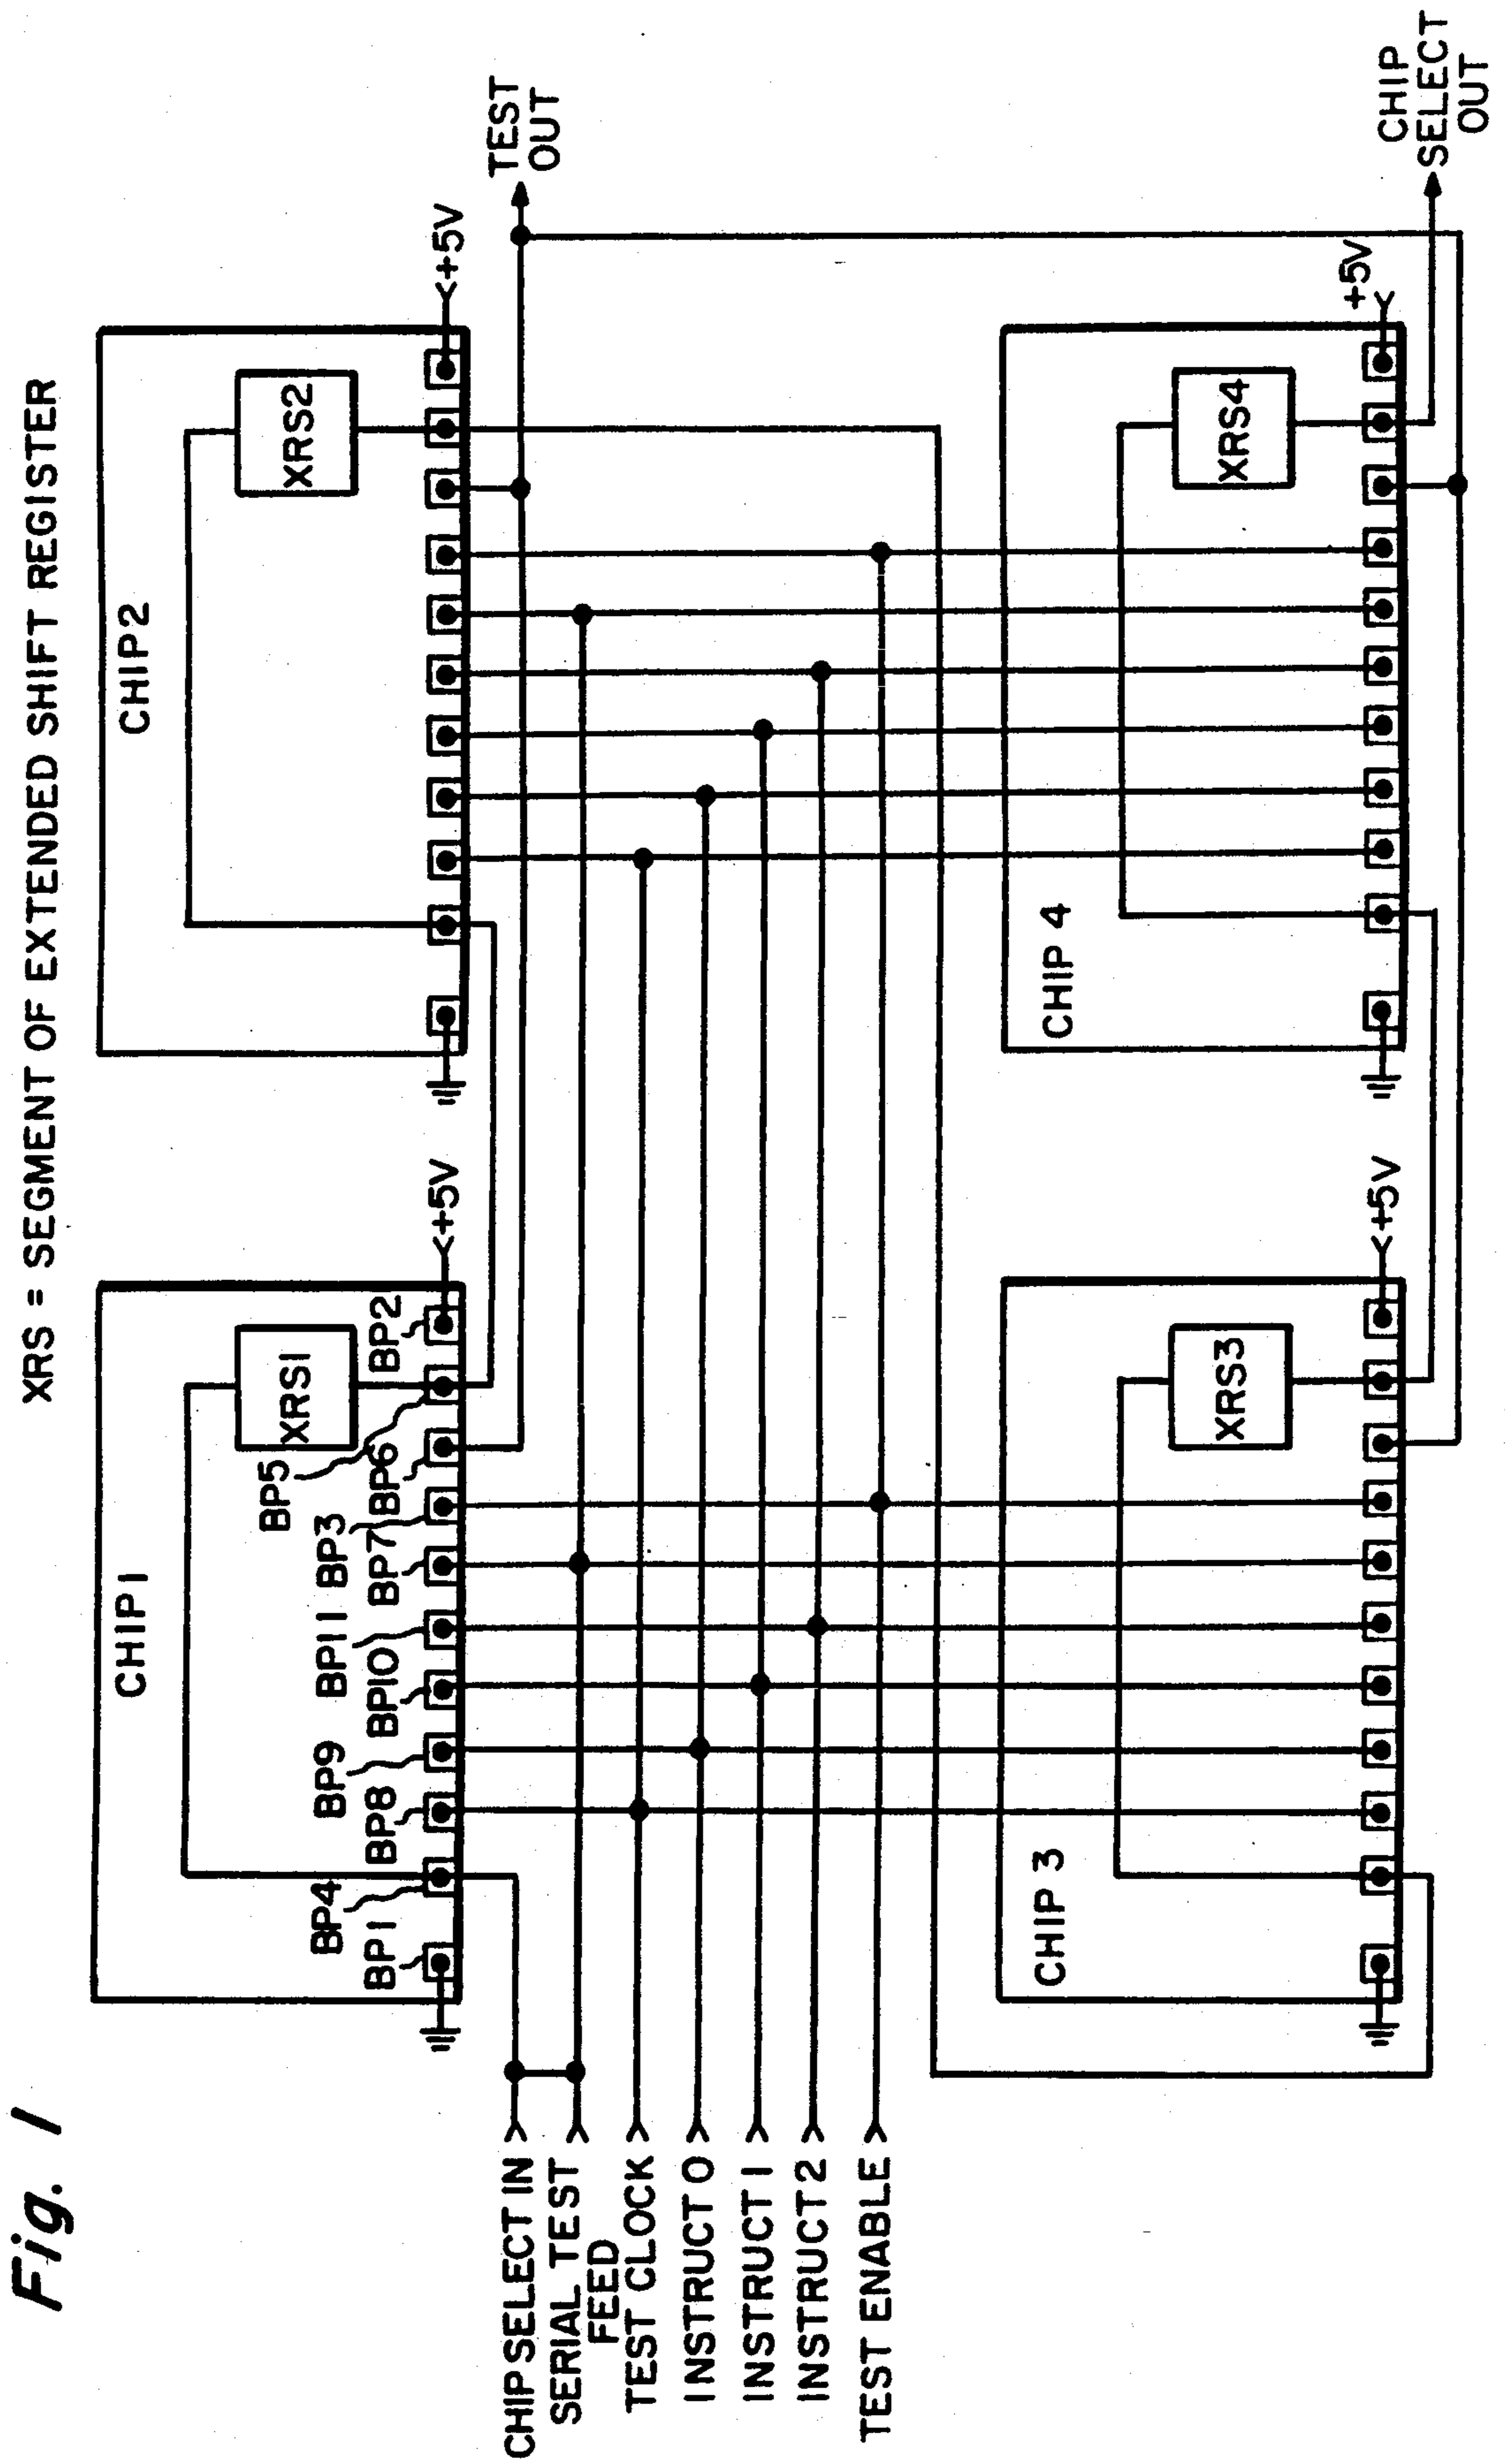 Fig. 1
XRS = SEGMENT OF EXTENDED SHIFT REGISTER
CHIP1
XRS1
BP1
BP4
BP8
BP9
BP10
BP11
BP7
BP3
BP6
BP5
BP2
<+5V
CHIP2
XRS2
<+5V
TEST
OUT
CHIP SELECT IN >
SERIAL TEST >
FEED
TEST CLOCK >
INSTRUCT 0 >
INSTRUCT 1 >
INSTRUCT 2 >
TEST ENABLE >
CHIP 3
XRS3
<+5V
CHIP 4
XRS4
+5V
CHIP
SELECT
OUT